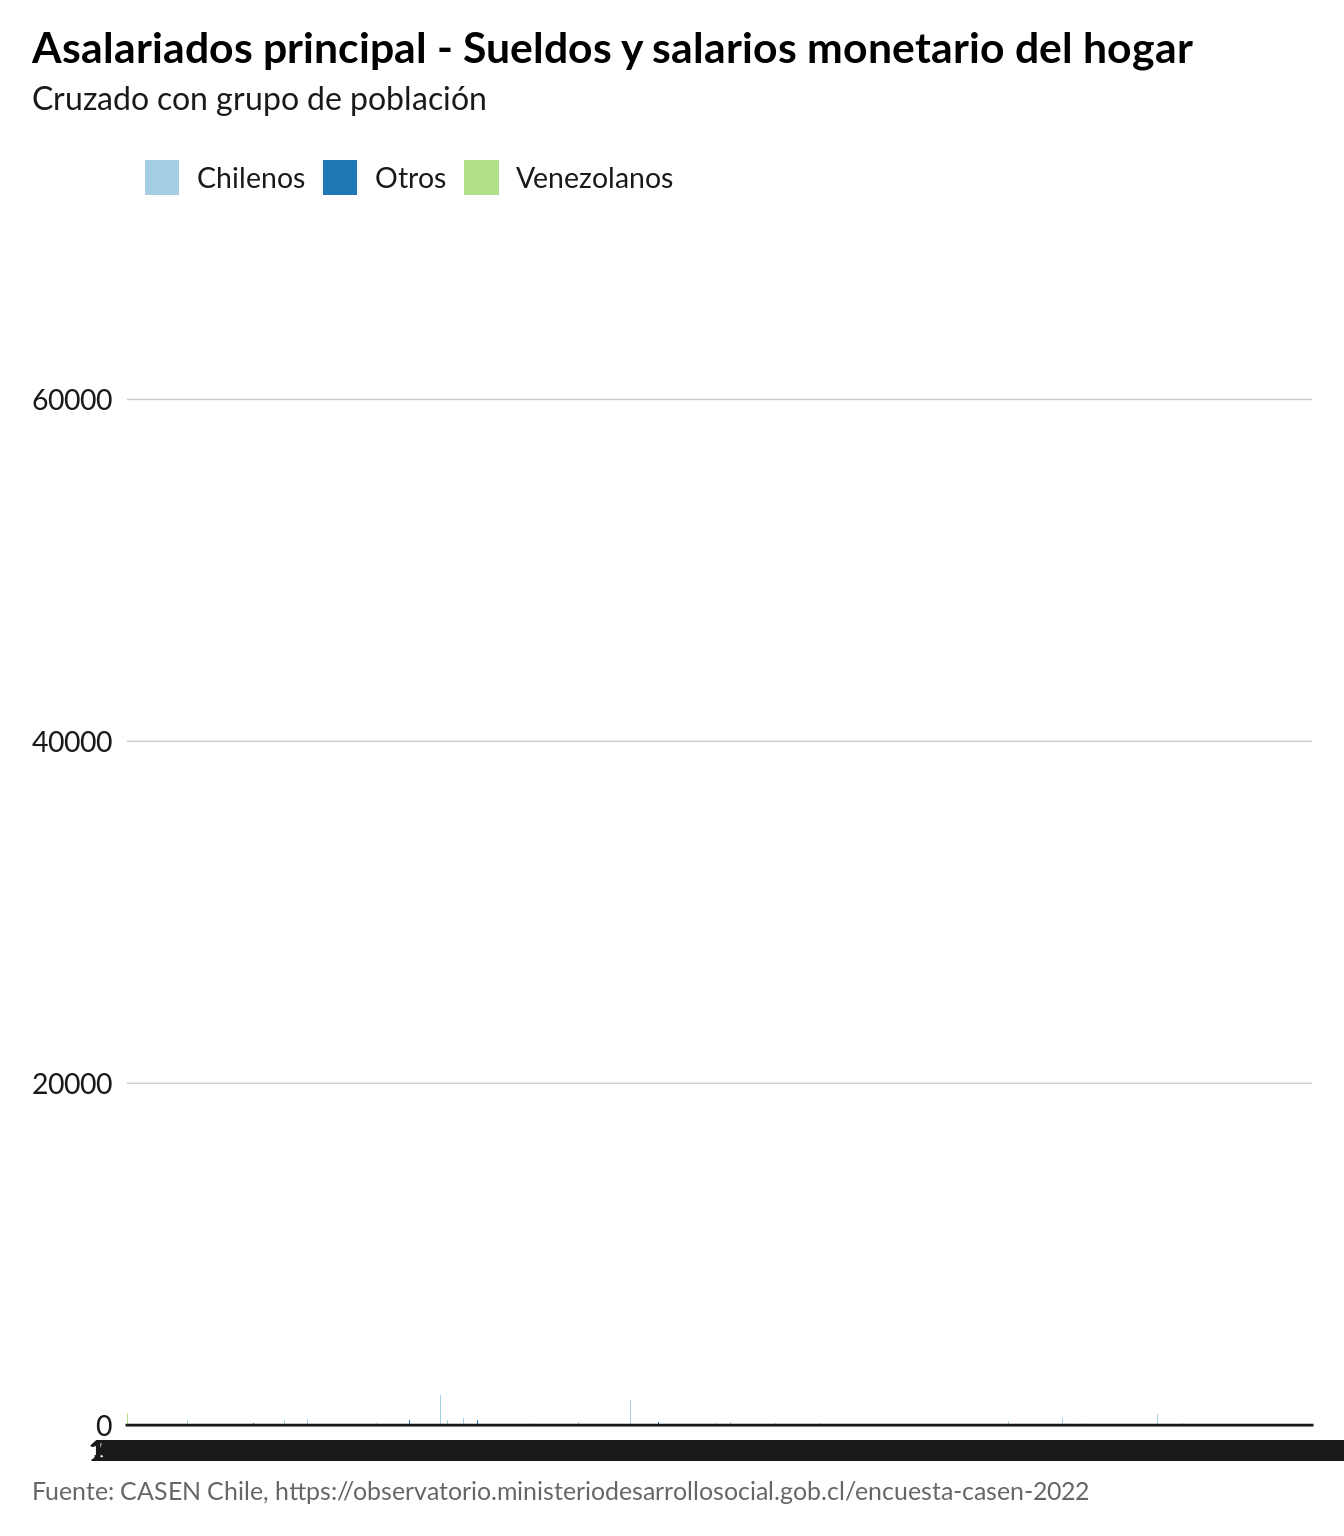 Asalariados principal - Sueldos y salarios monetario del hogar
Cruzado con grupo de población
Chilenos Otros Venezolanos
60000
40000
20000
0
Fuente: CASEN Chile, https://observatorio.ministeriodesarrollosocial.gob.cl/encuesta-casen-2022